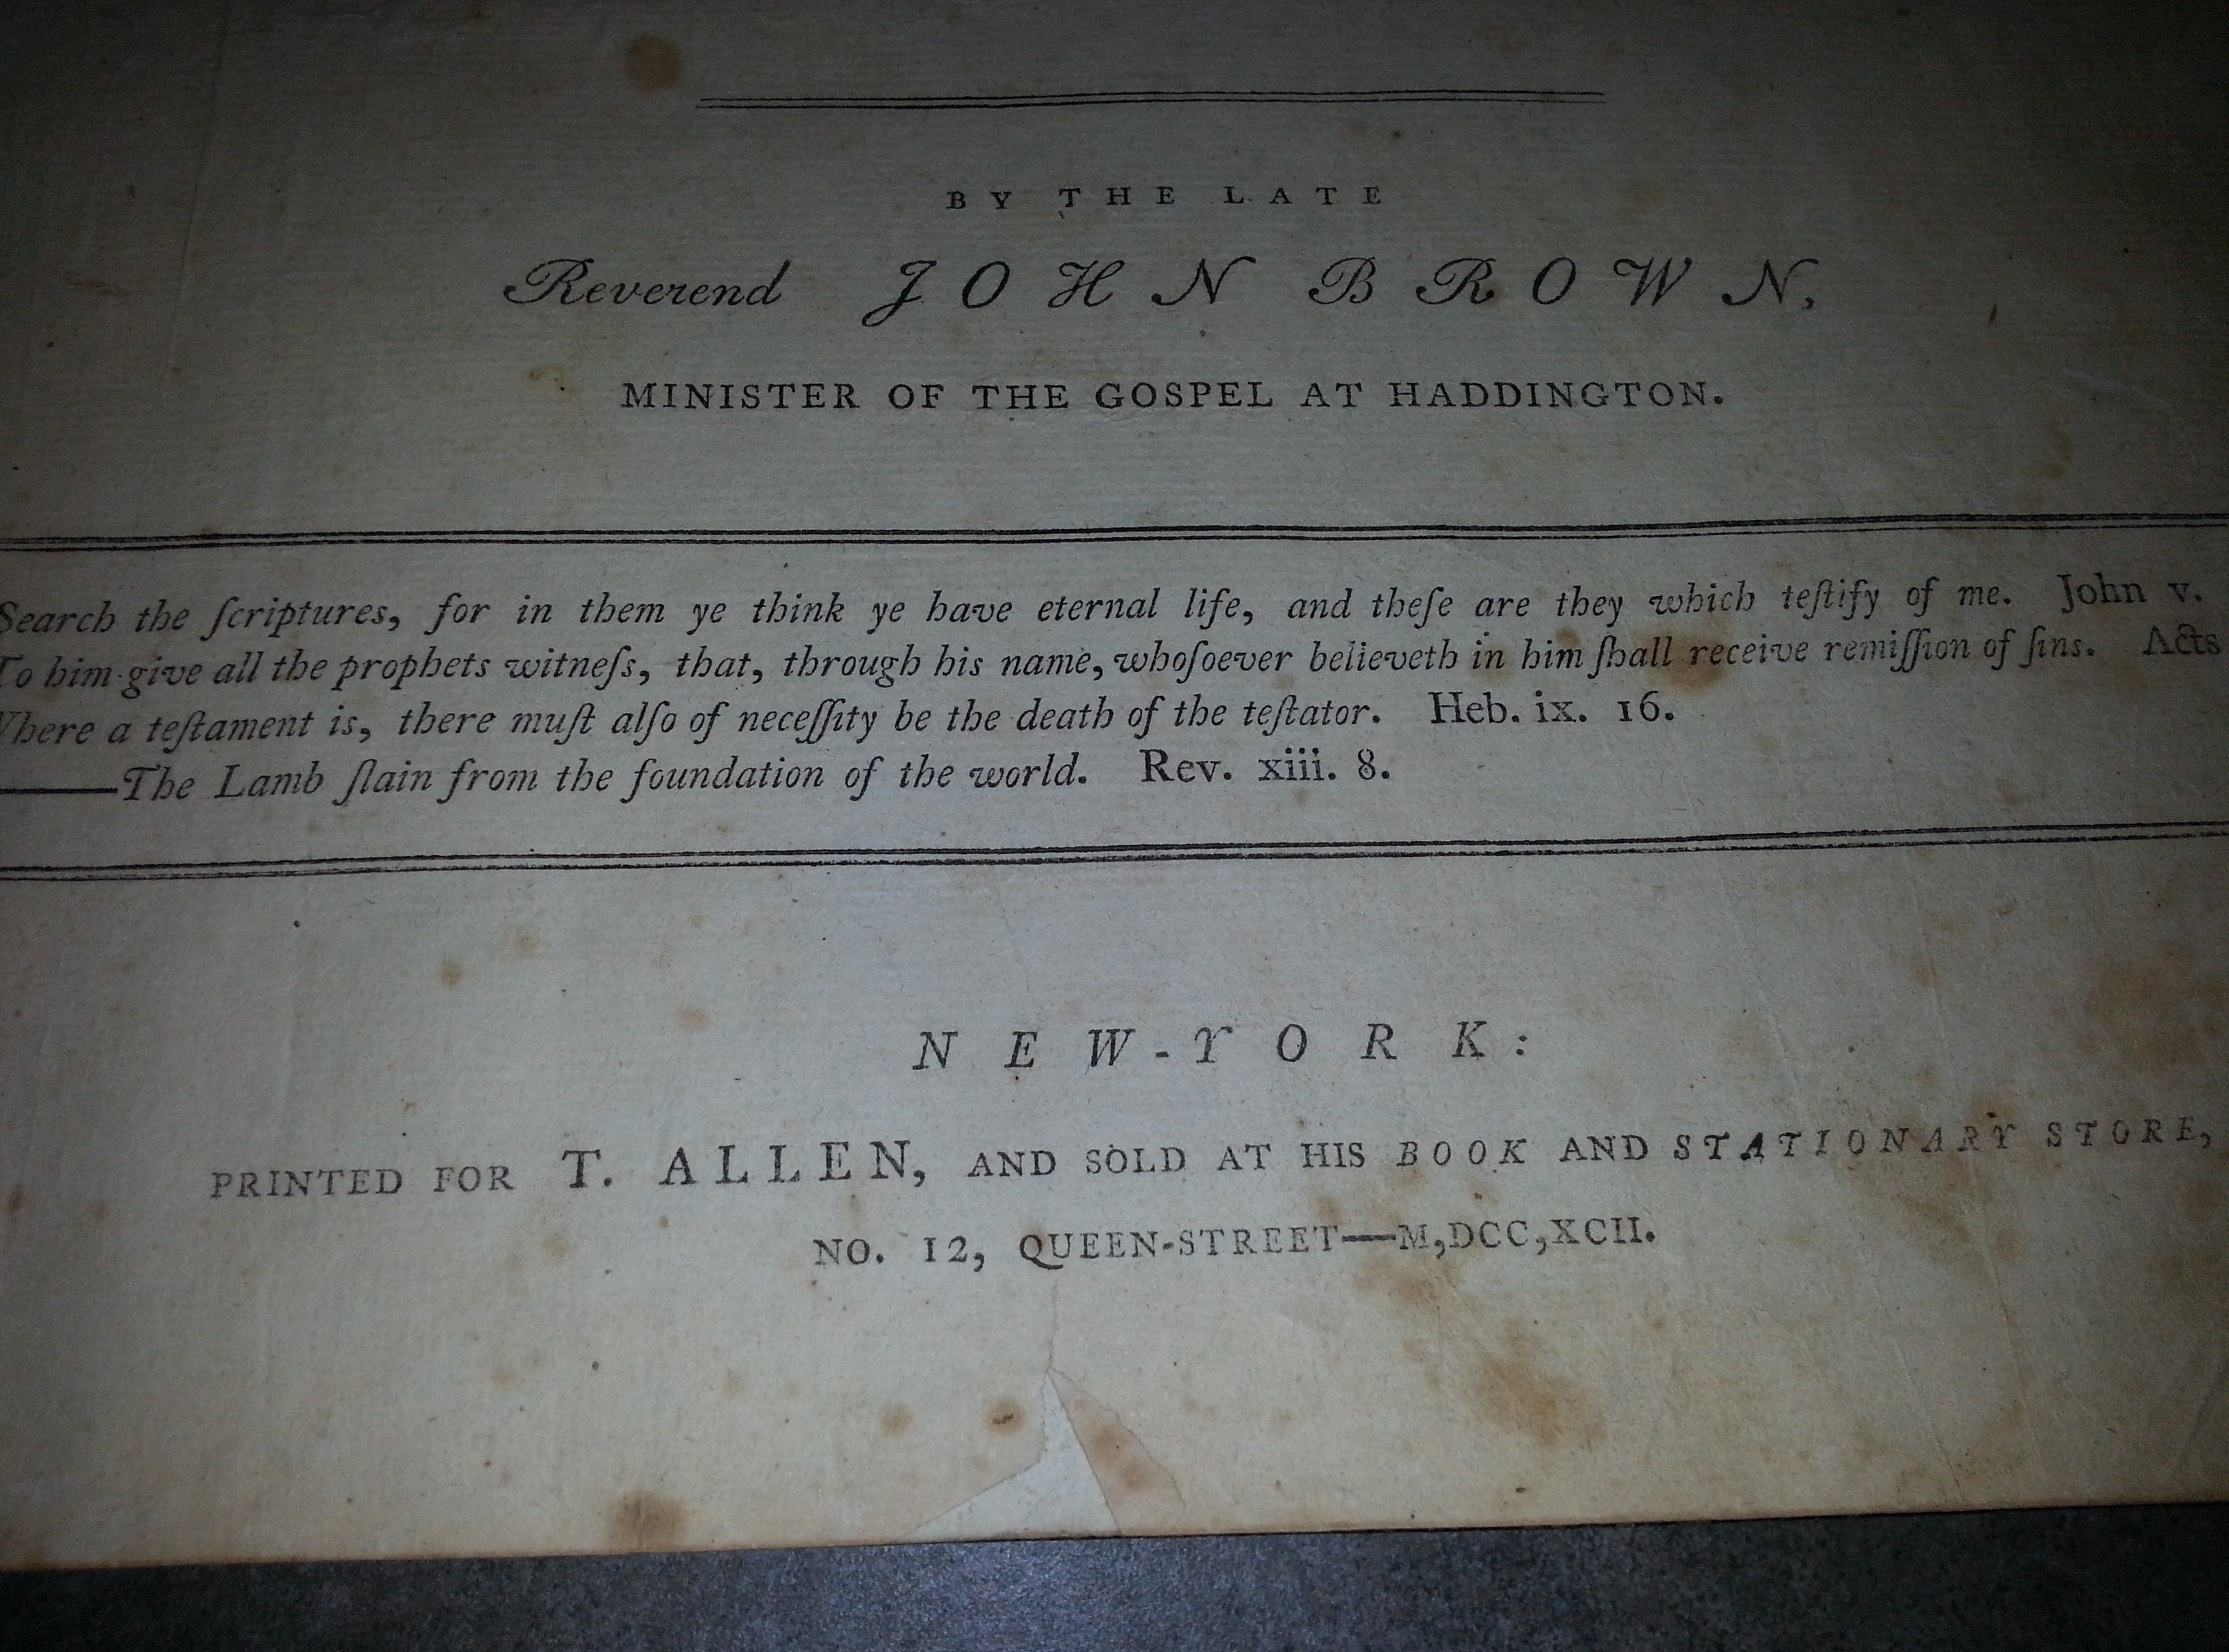 BY THE LATE
Reverend JOHN BROWN,
MINISTER OF THE GOSPEL AT HADDINGTON.
Search the ſcriptures, for in them ye think ye have eternal life, and theſe are they which teſtify of me. John v.
To him give all the prophets witneſs, that, through his name, whoſoever believeth in him ſhall receive remiſſion of ſins. Acts
Where a teſtament is, there muſt alſo of neceſſity be the death of the teſtator. Heb. ix. 16.
——The Lamb ſlain from the foundation of the world. Rev. xiii. 8.
NEW-YORK:
PRINTED FOR T. ALLEN, AND SOLD AT HIS BOOK AND STATIONARY STORE,
NO. 12, QUEEN-STREET—M,DCC,XCII.